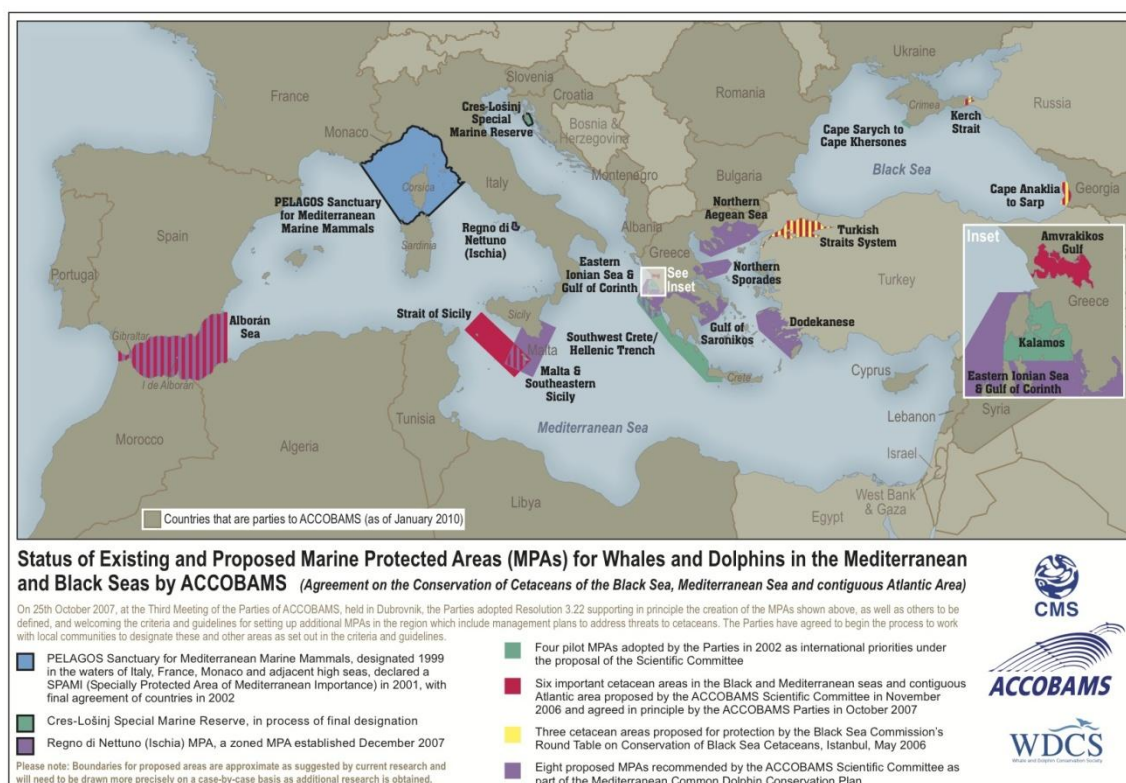 Ukraine
Slovenia
France
Croatia
Romania
Russia
Cres-Lošinj
Special
Marine Reserve
Bosnia &
Herzegovina
Crimea
Kerch
Strait
Monaco
Cape Sarych to
Cape Khersones
Montenegro
Black Sea
Italy
Bulgaria
Corsica
Cape Anaklia
to Sarp
Georgia
PELAGOS Sanctuary
for Mediterranean
Marine Mammals
Northern
Aegean Sea
Spain
Regno di
Nettuno
(Ischia)
Albania
Turkish
Straits System
Inset
Amvrakikos
Gulf
Sardinia
Greece
Portugal
Eastern
Ionian Sea &
Gulf of Corinth
See
Inset
Northern
Sporades
Turkey
Greece
Strait of Sicily
Sicily
Alborán
Sea
Gibraltar
Gulf of
Saronikos
Dodekanese
Southwest Crete/
Hellenic Trench
Kalamos
Malta
Malta &
Southeastern
Sicily
Eastern Ionian Sea
& Gulf of Corinth
I de Alborán
Crete
Cyprus
Syria
Lebanon
Mediterranean Sea
Tunisia
Morocco
Algeria
Israel
West Bank
& Gaza
Libya
Egypt
Countries that are parties to ACCOBAMS (as of January 2010)
Status of Existing and Proposed Marine Protected Areas (MPAs) for Whales and Dolphins in the Mediterranean
and Black Seas by ACCOBAMS (Agreement on the Conservation of Cetaceans of the Black Sea, Mediterranean Sea and contiguous Atlantic Area)
On 25th October 2007, at the Third Meeting of the Parties of ACCOBAMS, held in Dubrovnik, the Parties adopted Resolution 3.22 supporting in principle the creation of the MPAs shown above, as well as others to be
defined, and welcoming the criteria and guidelines for setting up additional MPAs in the region which include management plans to address threats to cetaceans. The Parties have agreed to begin the process to work
with local communities to designate these and other areas as set out in the criteria and guidelines.
PELAGOS Sanctuary for Mediterranean Marine Mammals, designated 1999
in the waters of Italy, France, Monaco and adjacent high seas, declared a
SPAMI (Specially Protected Area of Mediterranean Importance) in 2001, with
final agreement of countries in 2002
Cres-Lošinj Special Marine Reserve, in process of final designation
Regno di Nettuno (Ischia) MPA, a zoned MPA established December 2007
Please note: Boundaries for proposed areas are approximate as suggested by current research and
will need to be drawn more precisely on a case-by-case basis as additional research is obtained.
Four pilot MPAs adopted by the Parties in 2002 as international priorities under
the proposal of the Scientific Committee
Six important cetacean areas in the Black and Mediterranean seas and contiguous
Atlantic area proposed by the ACCOBAMS Scientific Committee in November
2006 and agreed in principle by the ACCOBAMS Parties in October 2007
Three cetacean areas proposed for protection by the Black Sea Commission's
Round Table on Conservation of Black Sea Cetaceans, Istanbul, May 2006
Eight proposed MPAs recommended by the ACCOBAMS Scientific Committee as
part of the Mediterranean Common Dolphin Conservation Plan
CMS
ACCOBAMS
WDCS
Whale and Dolphin Conservation Society